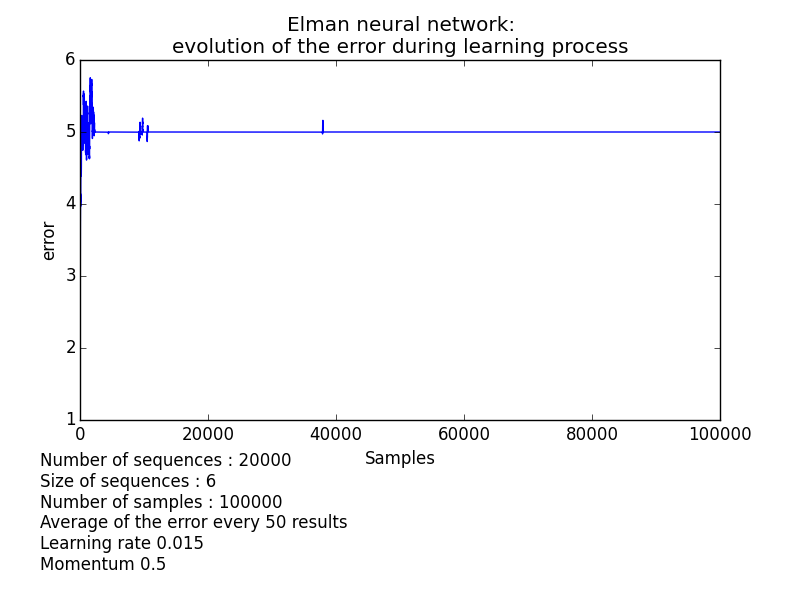 Elman neural network:
evolution of the error during learning process
6
5
4
3
2
1
error
0 20000 40000 60000 80000 100000
Samples
Number of sequences : 20000
Size of sequences : 6
Number of samples : 100000
Average of the error every 50 results
Learning rate 0.015
Momentum 0.5